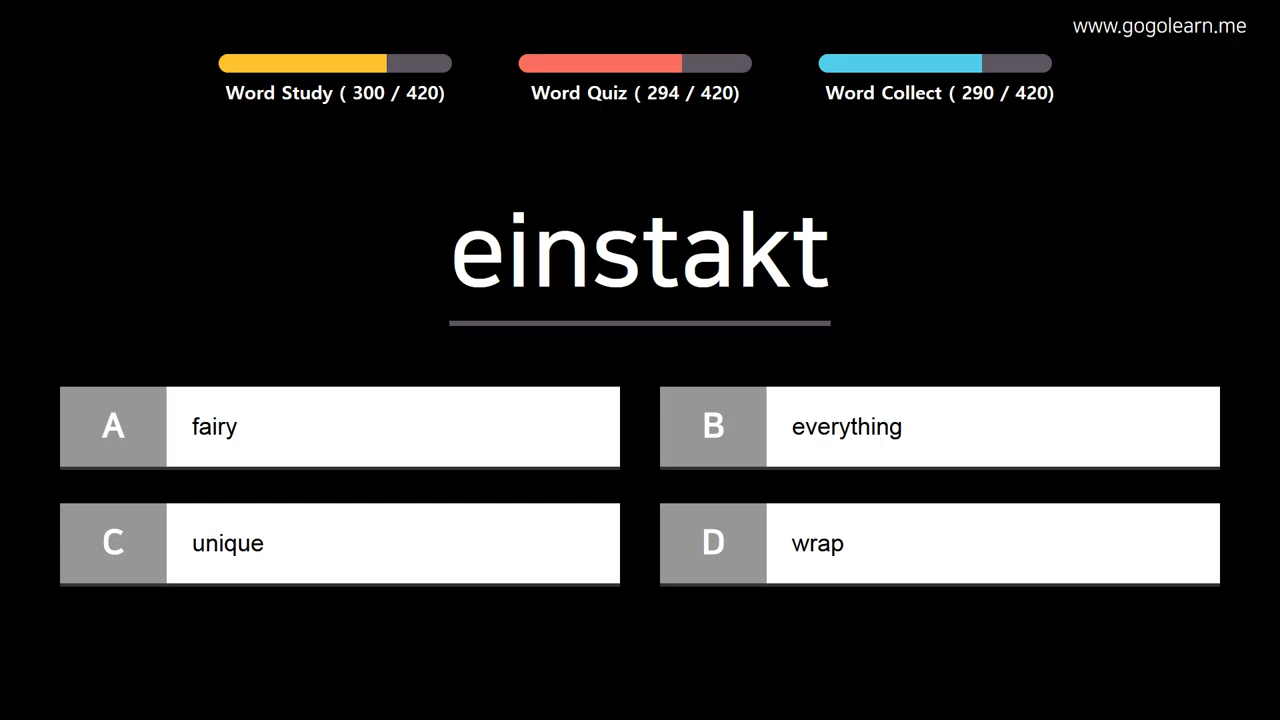 www.gogolearn.me
Word Study ( 300 / 420)
Word Quiz ( 294 / 420)
Word Collect ( 290 / 420)
einstakt
A fairy
B everything
C unique
D wrap